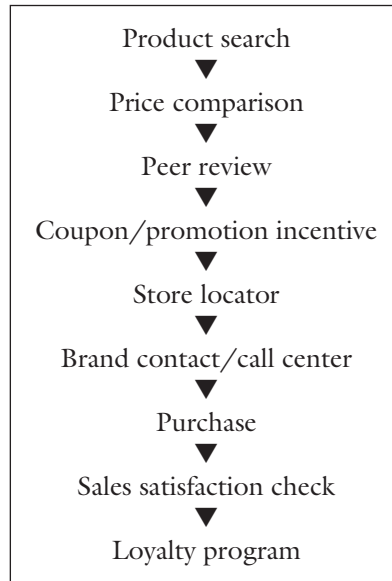 Product search
Price comparison
Peer review
Coupon/promotion incentive
Store locator
Brand contact/call center
Purchase
Sales satisfaction check
Loyalty program